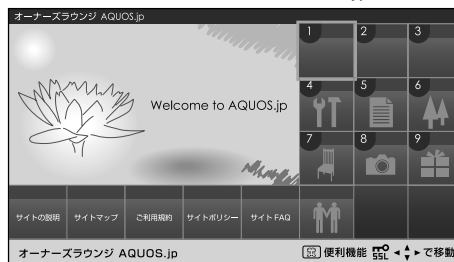 オーナーズラウンジ AQUOS.jp
1 2 3
Welcome to AQUOS.jp
4 5 6
7 8 9
サイトの説明 サイトマップ ご利用規約 サイトポリシー サイト FAQ
オーナーズラウンジ AQUOS.jp 便利機能 SSL で移動